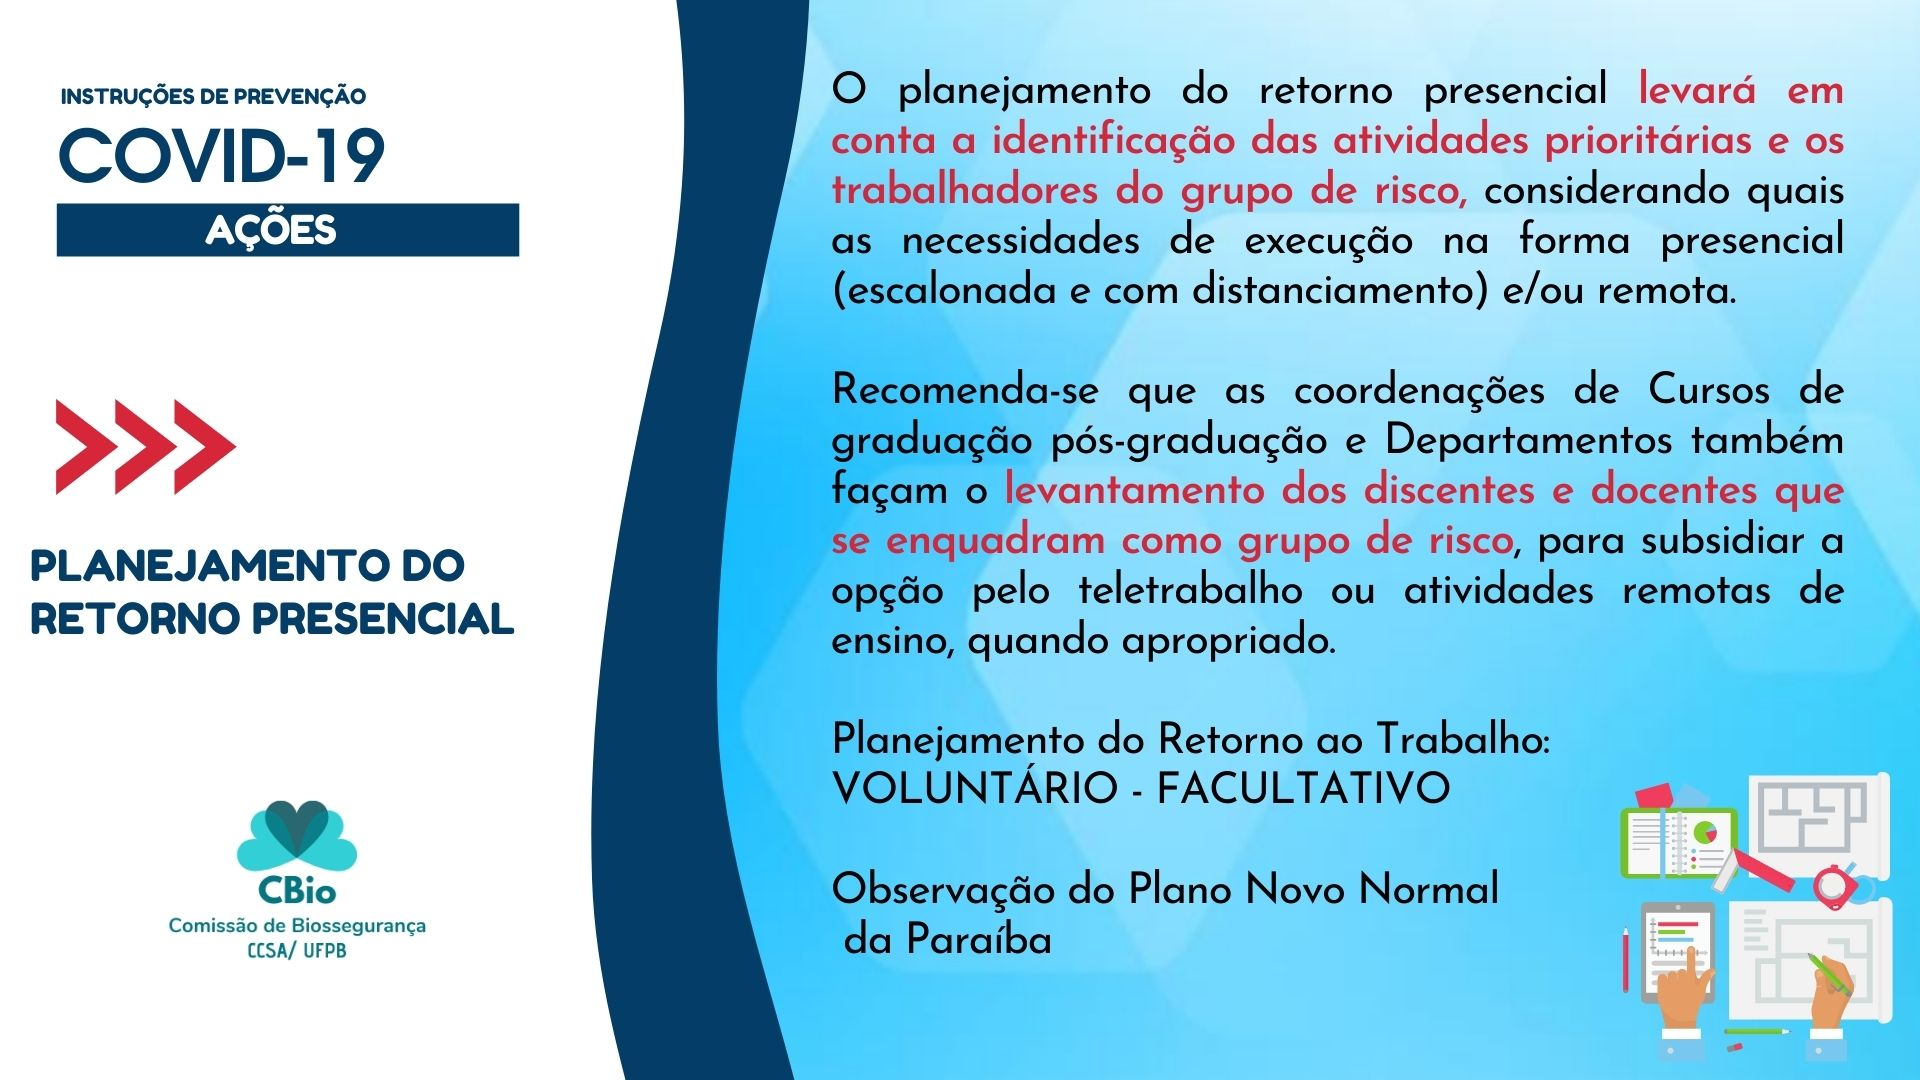 INSTRUÇÕES DE PREVENÇÃO
COVID-19
AÇÕES
PLANEJAMENTO DO
RETORNO PRESENCIAL
CBio
Comissão de Biossegurança
CCSA/ UFPB
O planejamento do retorno presencial levará em
conta a identificação das atividades prioritárias e os
trabalhadores do grupo de risco, considerando quais
as necessidades de execução na forma presencial
(escalonada e com distanciamento) e/ou remota.
Recomenda-se que as coordenações de Cursos de
graduação pós-graduação e Departamentos também
façam o levantamento dos discentes e docentes que
se enquadram como grupo de risco, para subsidiar a
opção pelo teletrabalho ou atividades remotas de
ensino, quando apropriado.
Planejamento do Retorno ao Trabalho:
VOLUNTÁRIO - FACULTATIVO
Observação do Plano Novo Normal
da Paraíba